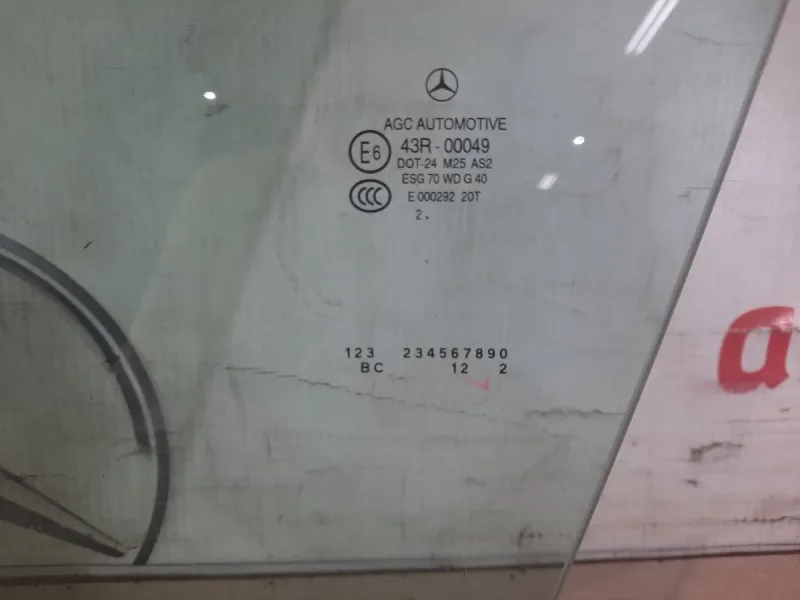 AGC AUTOMOTIVE
E6 43R - 00049
DOT-24 M25 AS2
ESG 70 WD G 40
CCC E 000292 20T
2 .
123 234567890
BC 12 2
a